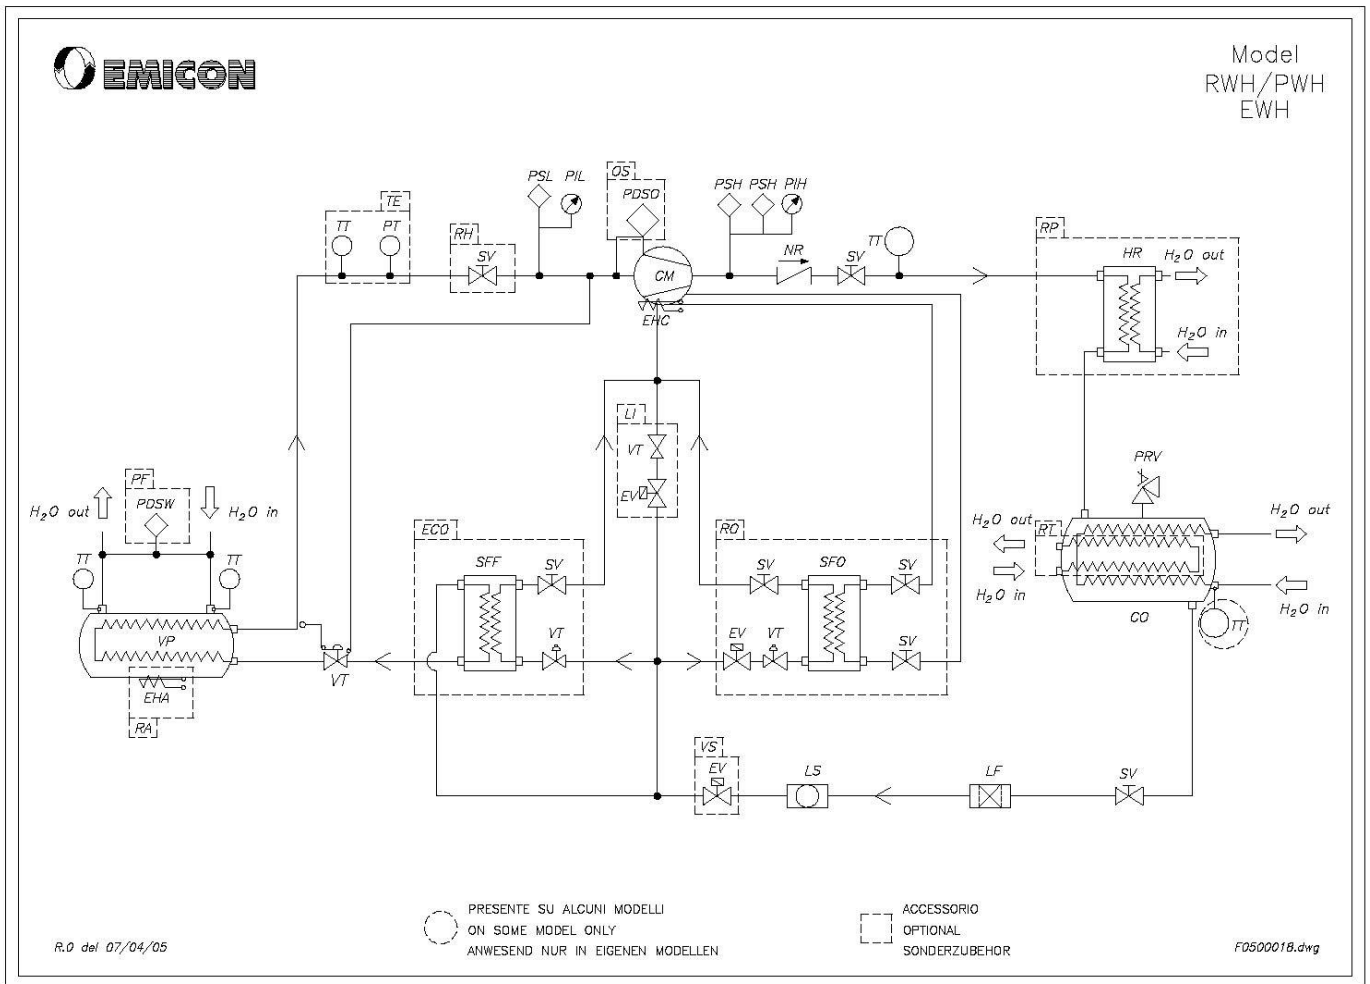 EMICON
Model
RWH/PWH
EWH
PSL
PIL
OS
PDSO
PSH
PSH
PIH
TE
TT
PT
RH
SV
NR
SV
TT
RP
HR
H₂O out
CM
EHC
H₂O in
LI
VT
EV
PRV
PF
PDSW
H₂O out
H₂O in
TT
TT
ECO
SFF
SV
RO
SV
SFO
SV
H₂O out
RT
H₂O out
H₂O in
H₂O in
CO
TT
VP
VT
VT
EV
VT
SV
EHA
RA
VS
EV
LS
LF
SV
PRESENTE SU ALCUNI MODELLI
ON SOME MODEL ONLY
ANWESEND NUR IN EIGENEN MODELLEN
ACCESSORIO
OPTIONAL
SONDERZUBEHOR
R.0 del 07/04/05
F0500018.dwg